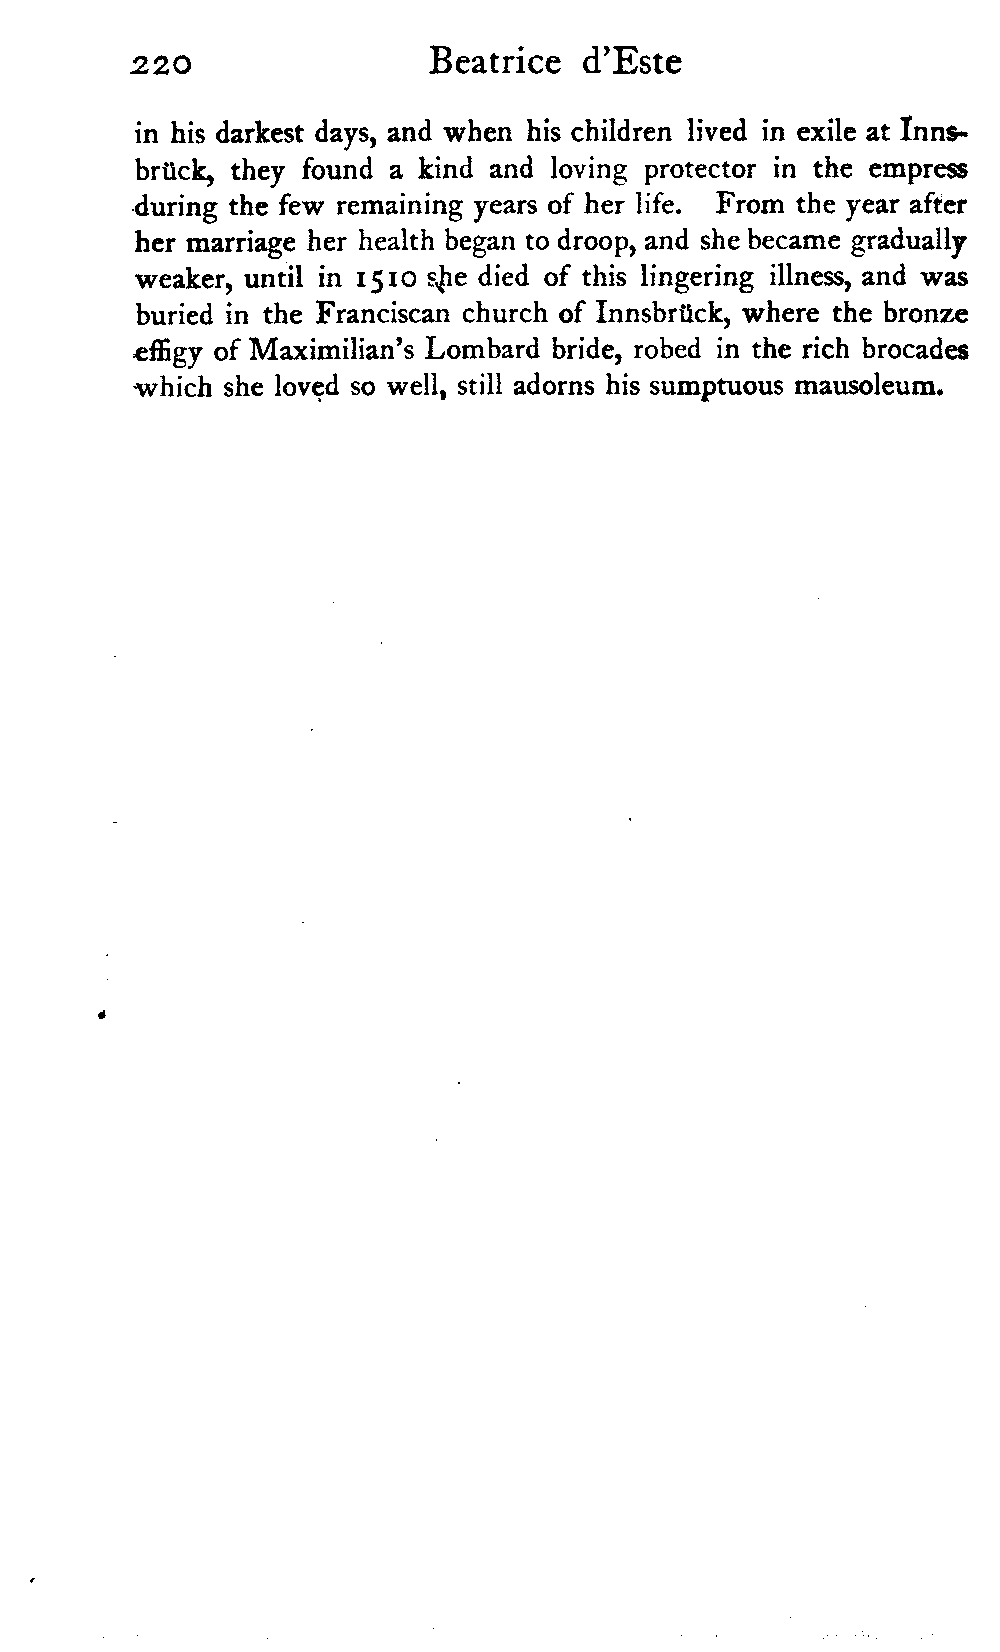 220 Beatrice d'Este
in his darkest days, and when his children lived in exile at Inns-
brück, they found a kind and loving protector in the empress
during the few remaining years of her life. From the year after
her marriage her health began to droop, and she became gradually
weaker, until in 1510 she died of this lingering illness, and was
buried in the Franciscan church of Innsbrück, where the bronze
effigy of Maximilian's Lombard bride, robed in the rich brocades
which she loved so well, still adorns his sumptuous mausoleum.